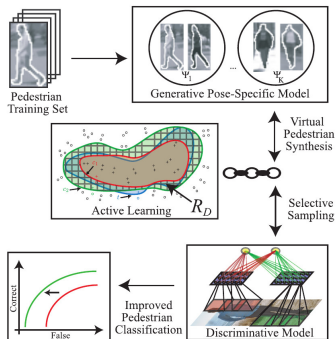 Pedestrian
Training Set
Ψ1
...
ΨK
Generative Pose-Specific Model
Virtual
Pedestrian
Synthesis
Active Learning
RD
Selective
Sampling
Correct
False
Improved
Pedestrian
Classification
Discriminative Model